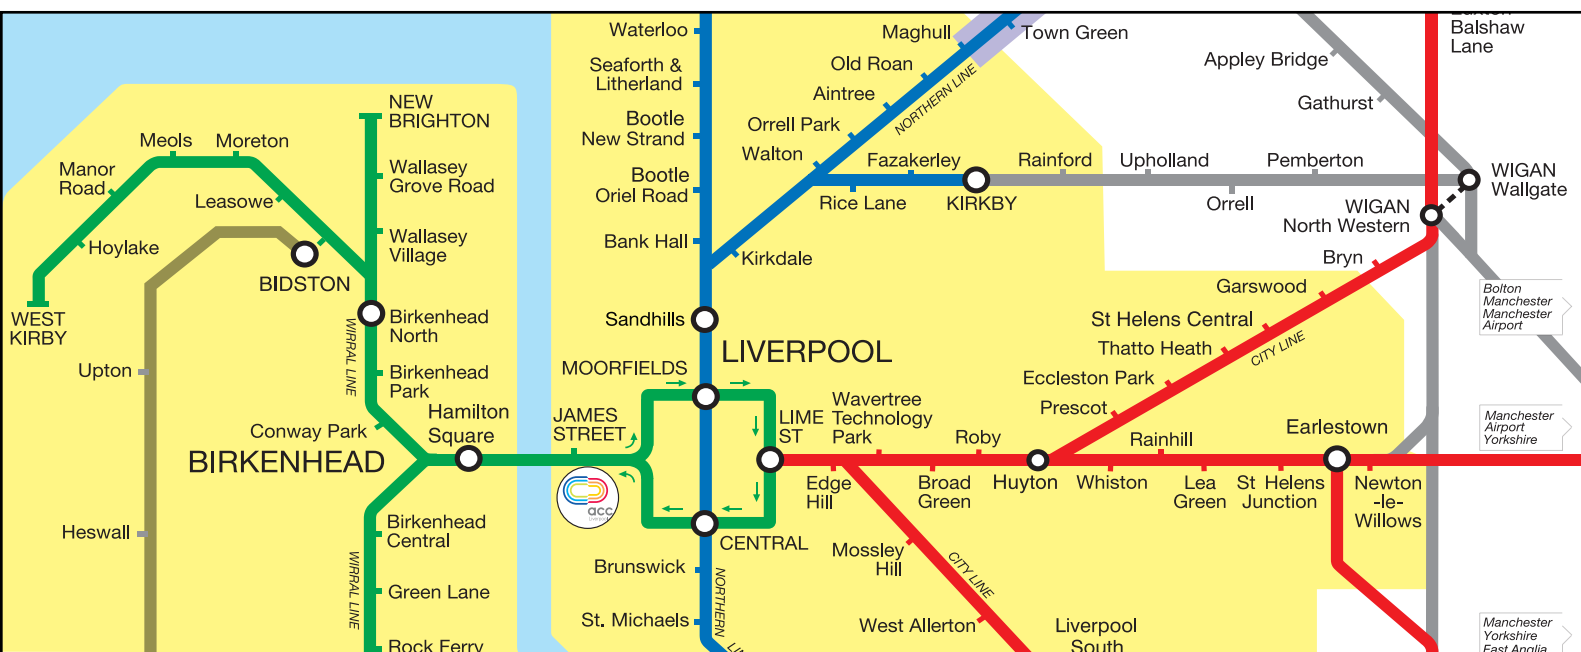 Waterloo
Seaforth &
Litherland
Bootle
New Strand
Bootle
Oriel Road
Bank Hall
Sandhills
MOORFIELDS
LIVERPOOL
Maghull
Town Green
Old Roan
Aintree
NORTHERN LINE
Orrell Park
Walton
Fazakerley
Rice Lane
KIRKBY
Kirkdale
Rainford
Upholland
Orrell
Pemberton
Appley Bridge
Gathurst
Balshaw
Lane
WIGAN
Wallgate
WIGAN
North Western
Bryn
Garswood
St Helens Central
Thatto Heath
CITY LINE
Eccleston Park
Prescot
Bolton
Manchester
Manchester
Airport
Manchester
Airport
Yorkshire
Manchester
Yorkshire
East Anglia
NEW
BRIGHTON
Meols
Moreton
Manor
Road
Leasowe
Hoylake
WEST
KIRBY
BIDSTON
Wallasey
Grove Road
Wallasey
Village
Birkenhead
North
WIRRAL LINE
Birkenhead
Park
Upton
Conway Park
Hamilton
Square
BIRKENHEAD
Heswall
Birkenhead
Central
WIRRAL LINE
Green Lane
Rock Ferry
JAMES
STREET
acc
Liverpool
LIME
ST
CENTRAL
Brunswick
St. Michaels
NORTHERN
Wavertree
Technology
Park
Edge
Hill
Broad
Green
Roby
Huyton
Whiston
Rainhill
Lea
Green
St Helens
Junction
Earlestown
Newton
-le-
Willows
Mossley
Hill
CITY LINE
West Allerton
Liverpool
South